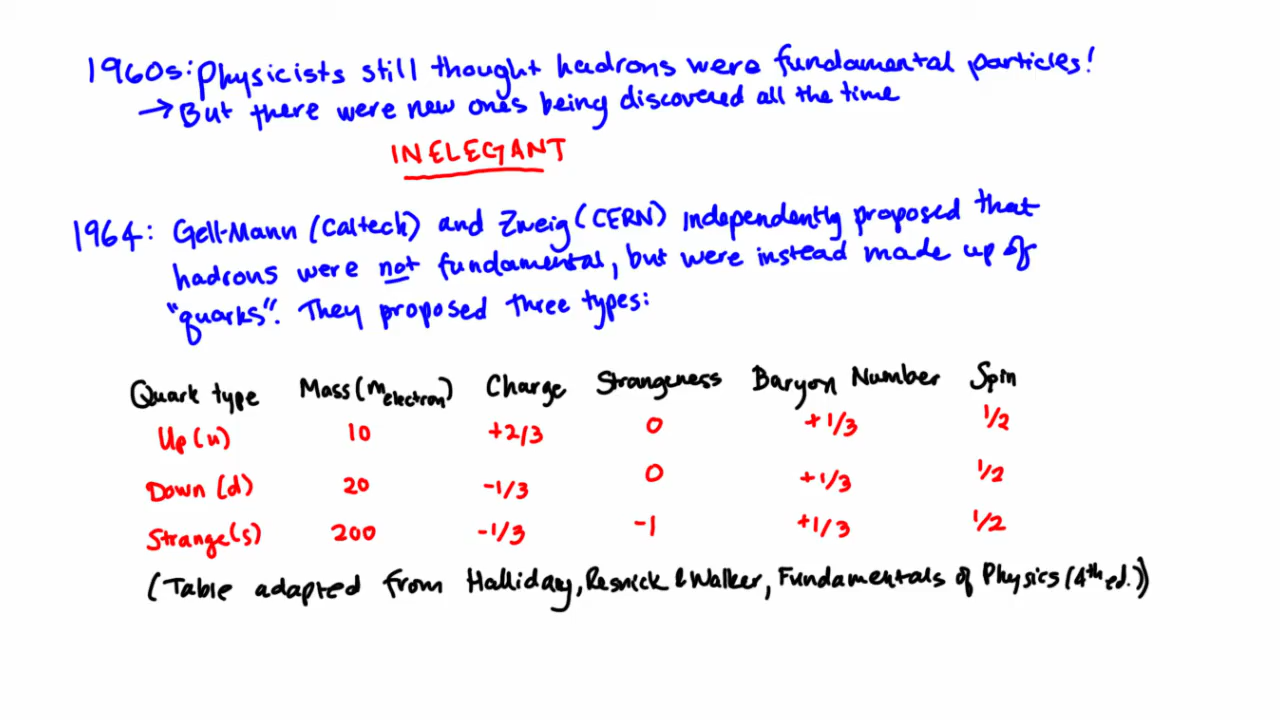 1960s: Physicists still thought hadrons were fundamental particles!
→ But there were new ones being discovered all the time
INELEGANT
1964: Gell-Mann (Caltech) and Zweig (CERN) independently proposed that
hadrons were not fundamental, but were instead made up of
"quarks". They proposed three types:
Quark type Mass (m electron) Charge Strangeness Baryon Number Spin
Up (u) 10 +2/3 0 +1/3 1/2
Down (d) 20 -1/3 0 +1/3 1/2
Strange (s) 200 -1/3 -1 +1/3 1/2
(Table adapted from Halliday, Resnick & Walker, Fundamentals of Physics (4th ed.))